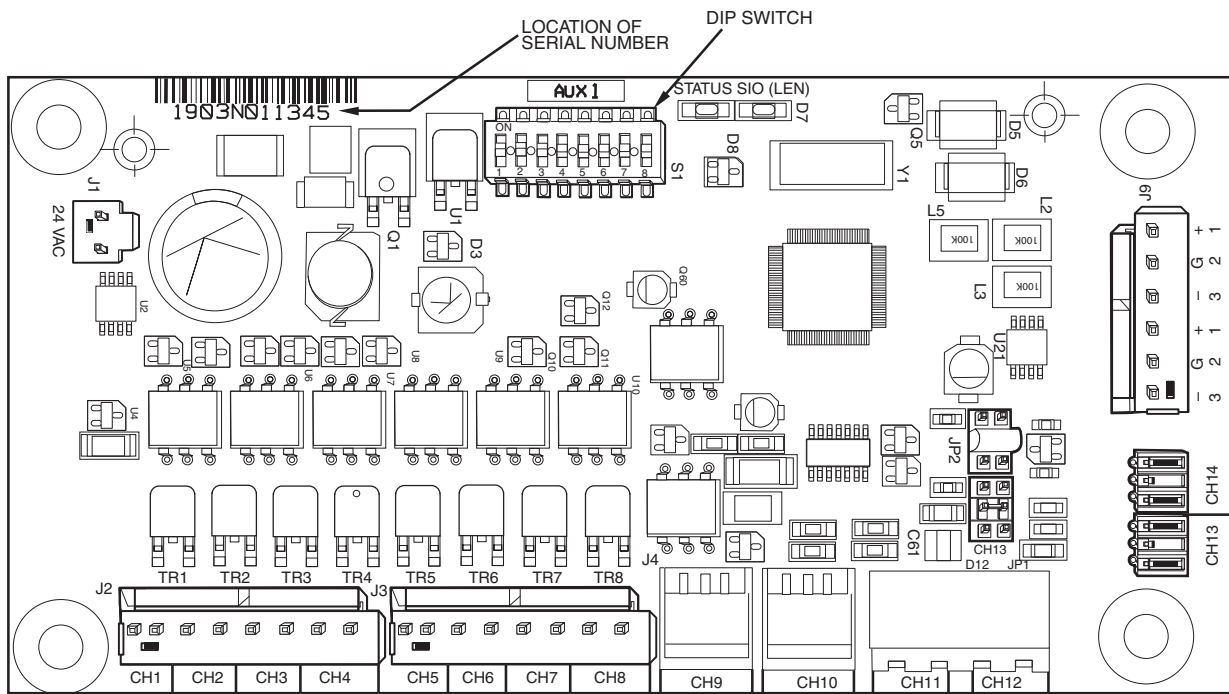 LOCATION OF
SERIAL NUMBER
DIP SWITCH
1903N011345
AUX 1
STATUS SIO (LEN)
D7
ON
1 2 3 4 5 6 7 8
S1
D8
Y1
Q5
D5
D6
J9
J1
24 VAC
Q1
U1
D3
L5
L2
100K
100K
L3
100K
+ 1
G 2
– 3
+ 1
G 2
– 3
U2
Q60
Q12
U21
U5
U6
U7
U8
U9
Q10
Q11
U10
U4
JP2
CH14
CH13
C61
CH13
D12
JP1
J4
TR1
TR2
TR3
TR4
TR5
TR6
TR7
TR8
J2
J3
CH1
CH2
CH3
CH4
CH5
CH6
CH7
CH8
CH9
CH10
CH11
CH12